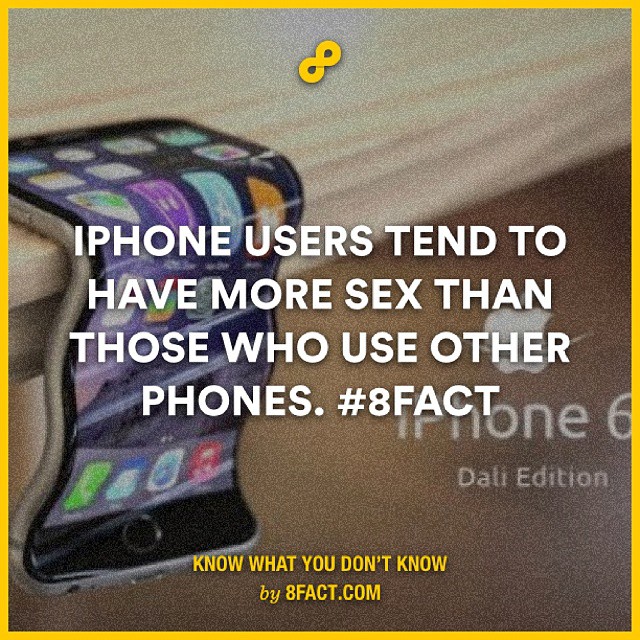 IPHONE USERS TEND TO
HAVE MORE SEX THAN
THOSE WHO USE OTHER
PHONES. #8FACT
iPhone 6
Dali Edition
KNOW WHAT YOU DON'T KNOW
by 8FACT.COM